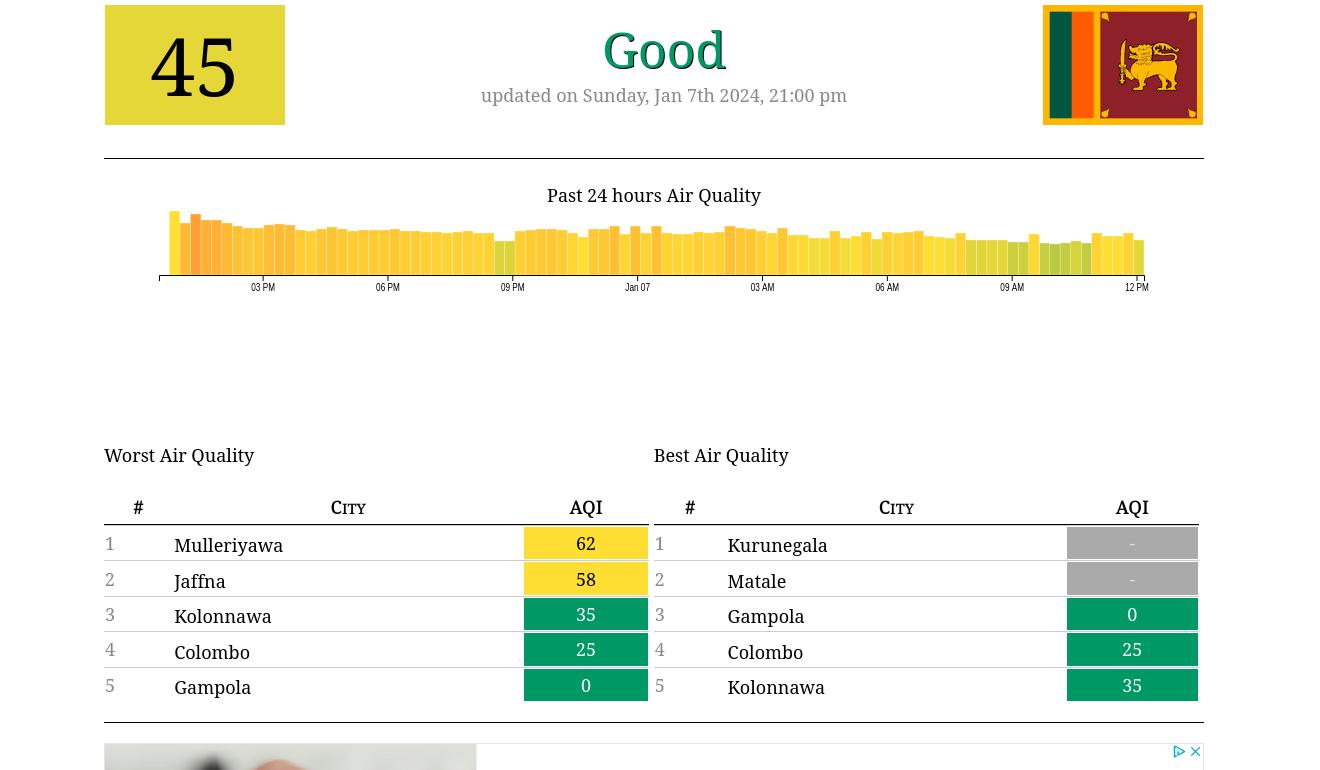 45
Good
updated on Sunday, Jan 7th 2024, 21:00 pm
Past 24 hours Air Quality
03 PM 06 PM 09 PM Jan 07 03 AM 06 AM 09 AM 12 PM
Worst Air Quality
# City AQI
1 Mulleriyawa 62
2 Jaffna 58
3 Kolonnawa 35
4 Colombo 25
5 Gampola 0
Best Air Quality
# City AQI
1 Kurunegala -
2 Matale -
3 Gampola 0
4 Colombo 25
5 Kolonnawa 35